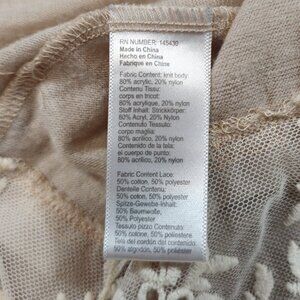 RN NUMBER: 145430
Made in China
Hecho en China
Fabriqué en Chine
Fabric Content: knit body:
80% acrylic, 20% nylon
Contenu Tissu:
corps en tricot:
80% acrylique, 20% nylon
Stoff Inhalt: Strickkörper:
80% Acryl, 20% Nylon
Contenuto Tessuto:
corpo maglia:
80% acrilico, 20% nylon
Contenido de la tela:
el cuerpo de punto:
80% acrílico, 20% nylon
Fabric Content Lace:
50% cotton, 50% polyester
Dentelle Contenu:
50% coton, 50% polyester
Spitze-Gewebe-Inhalt:
50% Baumwolle,
50% Polyester
Tessuto pizzo Contenuto:
50% cotone, 50% poliestere
Tela del cordón del contenido:
50% algodón, 50% poliéster